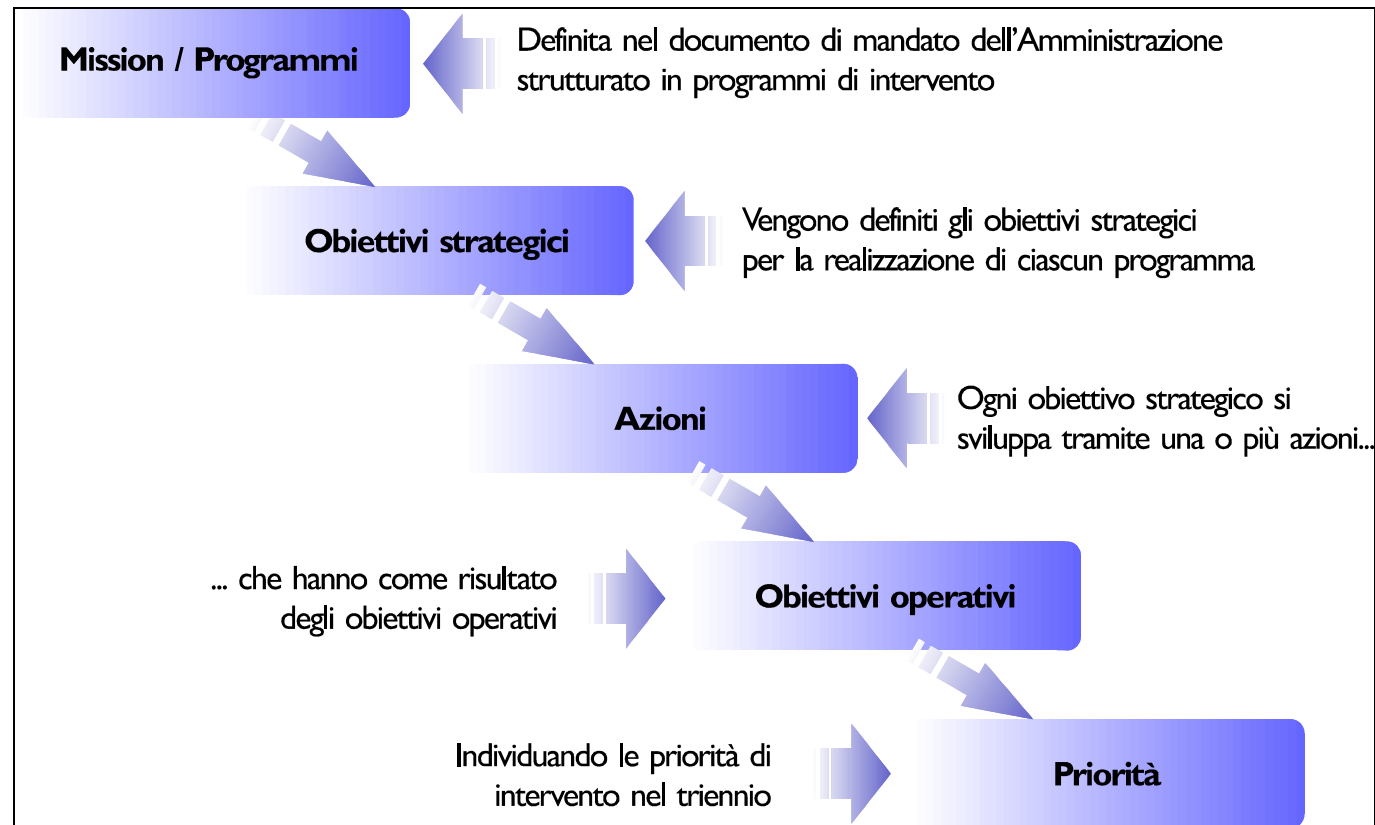 Mission / Programmi
Definita nel documento di mandato dell'Amministrazione
strutturato in programmi di intervento
Obiettivi strategici
Vengono definiti gli obiettivi strategici
per la realizzazione di ciascun programma
Azioni
Ogni obiettivo strategico si
sviluppa tramite una o più azioni...
... che hanno come risultato
degli obiettivi operativi
Obiettivi operativi
Individuando le priorità di
intervento nel triennio
Priorità